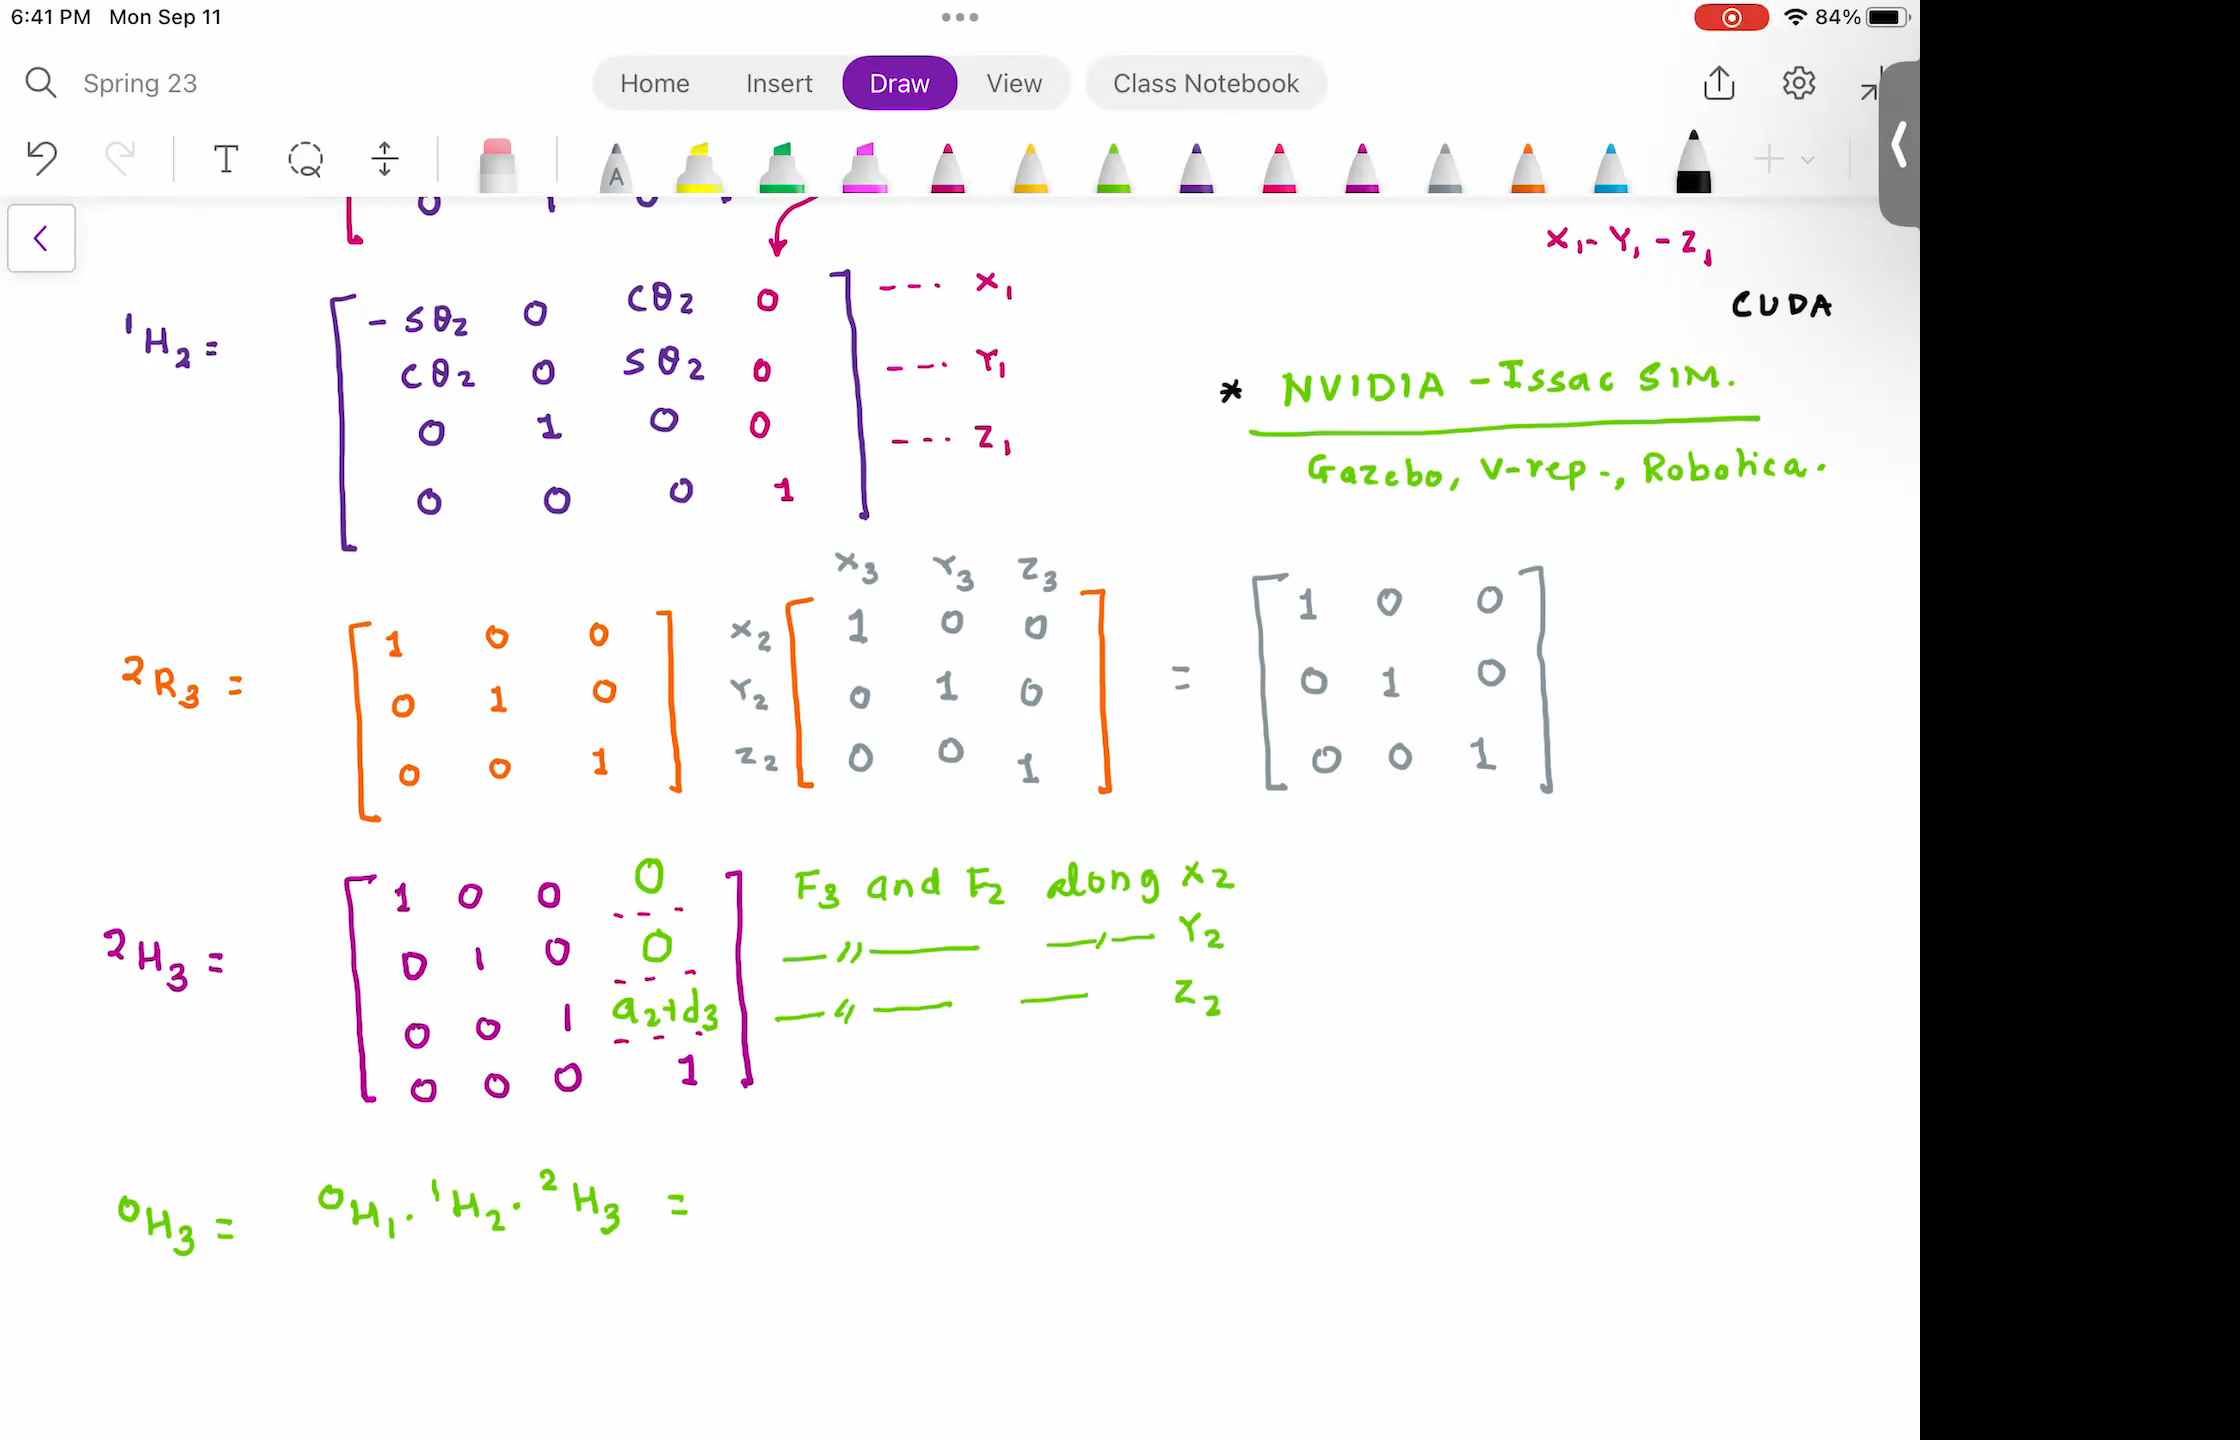 6:41 PM Mon Sep 11
84%
Spring 23
Home Insert Draw View Class Notebook
T
A
X₁ - Y₁ - Z₁
CUDA
¹H₂ =
- Sθ₂ 0 Cθ₂ 0 --- X₁
Cθ₂ 0 Sθ₂ 0 --- Y₁
0 1 0 0 --- Z₁
0 0 0 1
* NVIDIA - Issac SIM.
Gazebo, V-rep -, Robotica.
X₃ Y₃ Z₃
²R₃ =
1 0 0 X₂ 1 0 0 = 1 0 0
0 1 0 Y₂ 0 1 0 0 1 0
0 0 1 Z₂ 0 0 1 0 0 1
²H₃ =
1 0 0 0 F₃ and F₂ along X₂
0 1 0 0 —〃— —〃— Y₂
0 0 1 a₂+d₃ —〃— — Z₂
0 0 0 1
⁰H₃ = ⁰H₁ . ¹H₂ . ²H₃ =